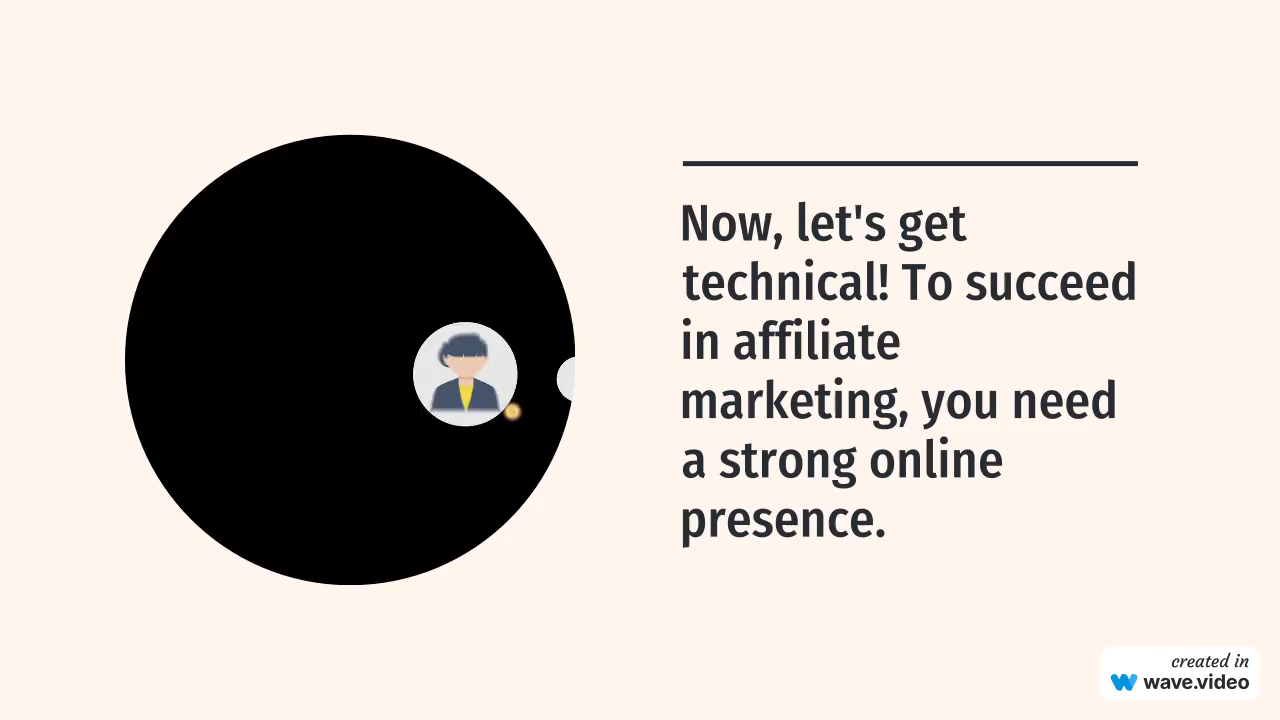 Now, let's get
technical! To succeed
in affiliate
marketing, you need
a strong online
presence.
created in
wave.video